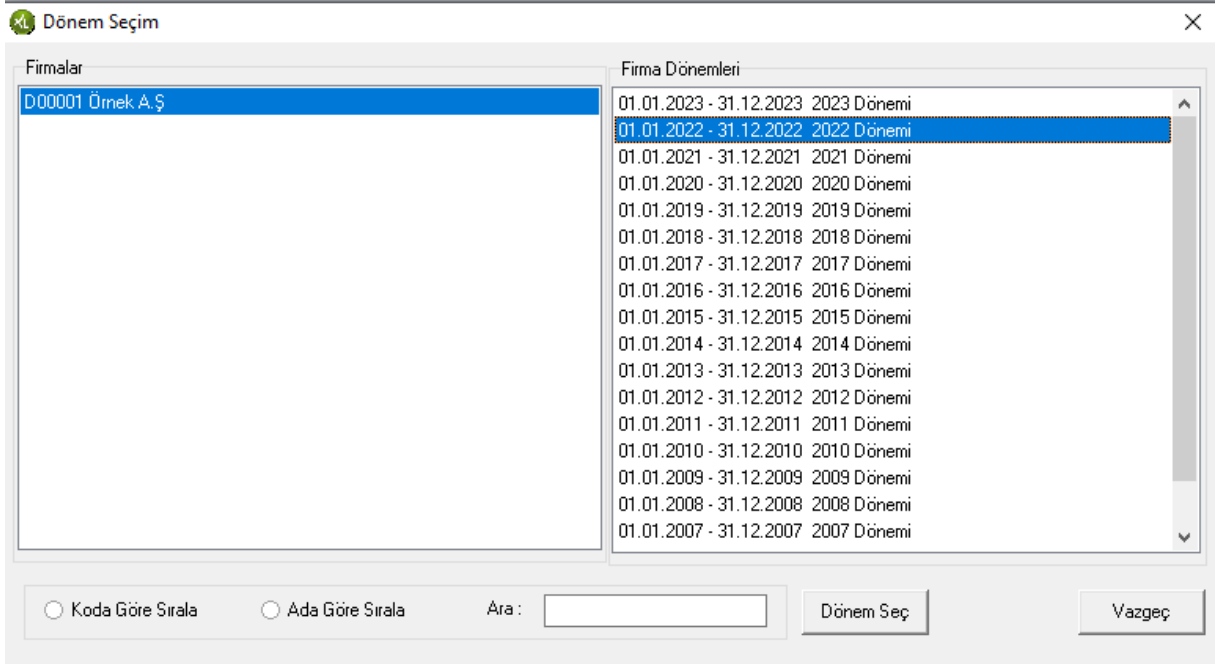 Dönem Seçim
Firmalar
D00001 Örnek A.Ş
Firma Dönemleri
01.01.2023 - 31.12.2023 2023 Dönemi
01.01.2022 - 31.12.2022 2022 Dönemi
01.01.2021 - 31.12.2021 2021 Dönemi
01.01.2020 - 31.12.2020 2020 Dönemi
01.01.2019 - 31.12.2019 2019 Dönemi
01.01.2018 - 31.12.2018 2018 Dönemi
01.01.2017 - 31.12.2017 2017 Dönemi
01.01.2016 - 31.12.2016 2016 Dönemi
01.01.2015 - 31.12.2015 2015 Dönemi
01.01.2014 - 31.12.2014 2014 Dönemi
01.01.2013 - 31.12.2013 2013 Dönemi
01.01.2012 - 31.12.2012 2012 Dönemi
01.01.2011 - 31.12.2011 2011 Dönemi
01.01.2010 - 31.12.2010 2010 Dönemi
01.01.2009 - 31.12.2009 2009 Dönemi
01.01.2008 - 31.12.2008 2008 Dönemi
01.01.2007 - 31.12.2007 2007 Dönemi
Koda Göre Sırala Ada Göre Sırala Ara : Dönem Seç Vazgeç